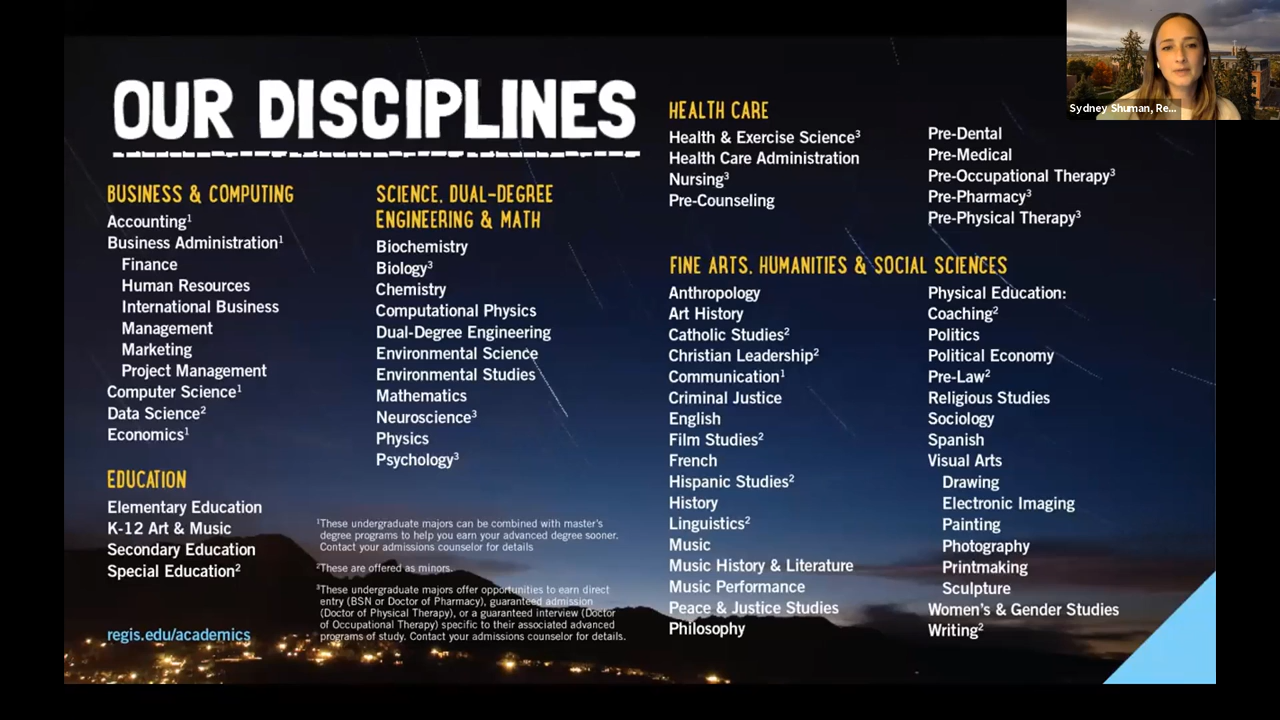 OUR DISCIPLINES
BUSINESS & COMPUTING
Accounting¹
Business Administration¹
Finance
Human Resources
International Business
Management
Marketing
Project Management
Computer Science¹
Data Science²
Economics¹
EDUCATION
Elementary Education
K-12 Art & Music
Secondary Education
Special Education²
regis.edu/academics
SCIENCE, DUAL-DEGREE
ENGINEERING & MATH
Biochemistry
Biology³
Chemistry
Computational Physics
Dual-Degree Engineering
Environmental Science
Environmental Studies
Mathematics
Neuroscience³
Physics
Psychology³
¹These undergraduate majors can be combined with master's
degree programs to help you earn your advanced degree sooner.
Contact your admissions counselor for details
²These are offered as minors.
³These undergraduate majors offer opportunities to earn direct
entry (BSN or Doctor of Pharmacy), guaranteed admission
(Doctor of Physical Therapy), or a guaranteed interview (Doctor
of Occupational Therapy) specific to their associated advanced
programs of study. Contact your admissions counselor for details.
HEALTH CARE
Health & Exercise Science³
Health Care Administration
Nursing³
Pre-Counseling
Pre-Dental
Pre-Medical
Pre-Occupational Therapy³
Pre-Pharmacy³
Pre-Physical Therapy³
FINE ARTS, HUMANITIES & SOCIAL SCIENCES
Anthropology
Art History
Catholic Studies²
Christian Leadership²
Communication¹
Criminal Justice
English
Film Studies²
French
Hispanic Studies²
History
Linguistics²
Music
Music History & Literature
Music Performance
Peace & Justice Studies
Philosophy
Physical Education:
Coaching²
Politics
Political Economy
Pre-Law²
Religious Studies
Sociology
Spanish
Visual Arts
Drawing
Electronic Imaging
Painting
Photography
Printmaking
Sculpture
Women's & Gender Studies
Writing²
Sydney Shuman, Re...